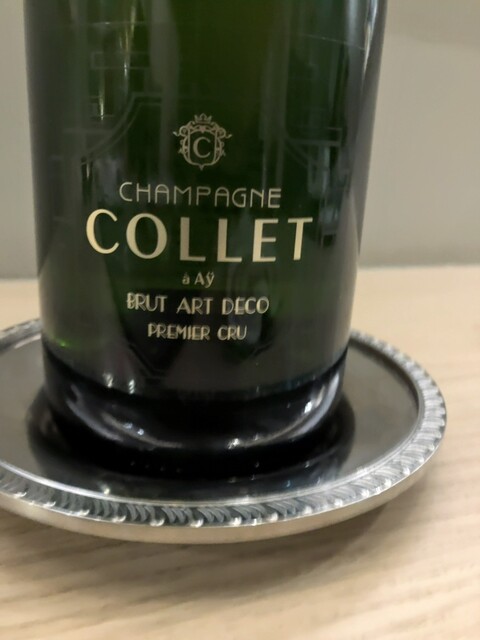 C
CHAMPAGNE
COLLET
à AŸ
BRUT ART DECO
PREMIER CRU